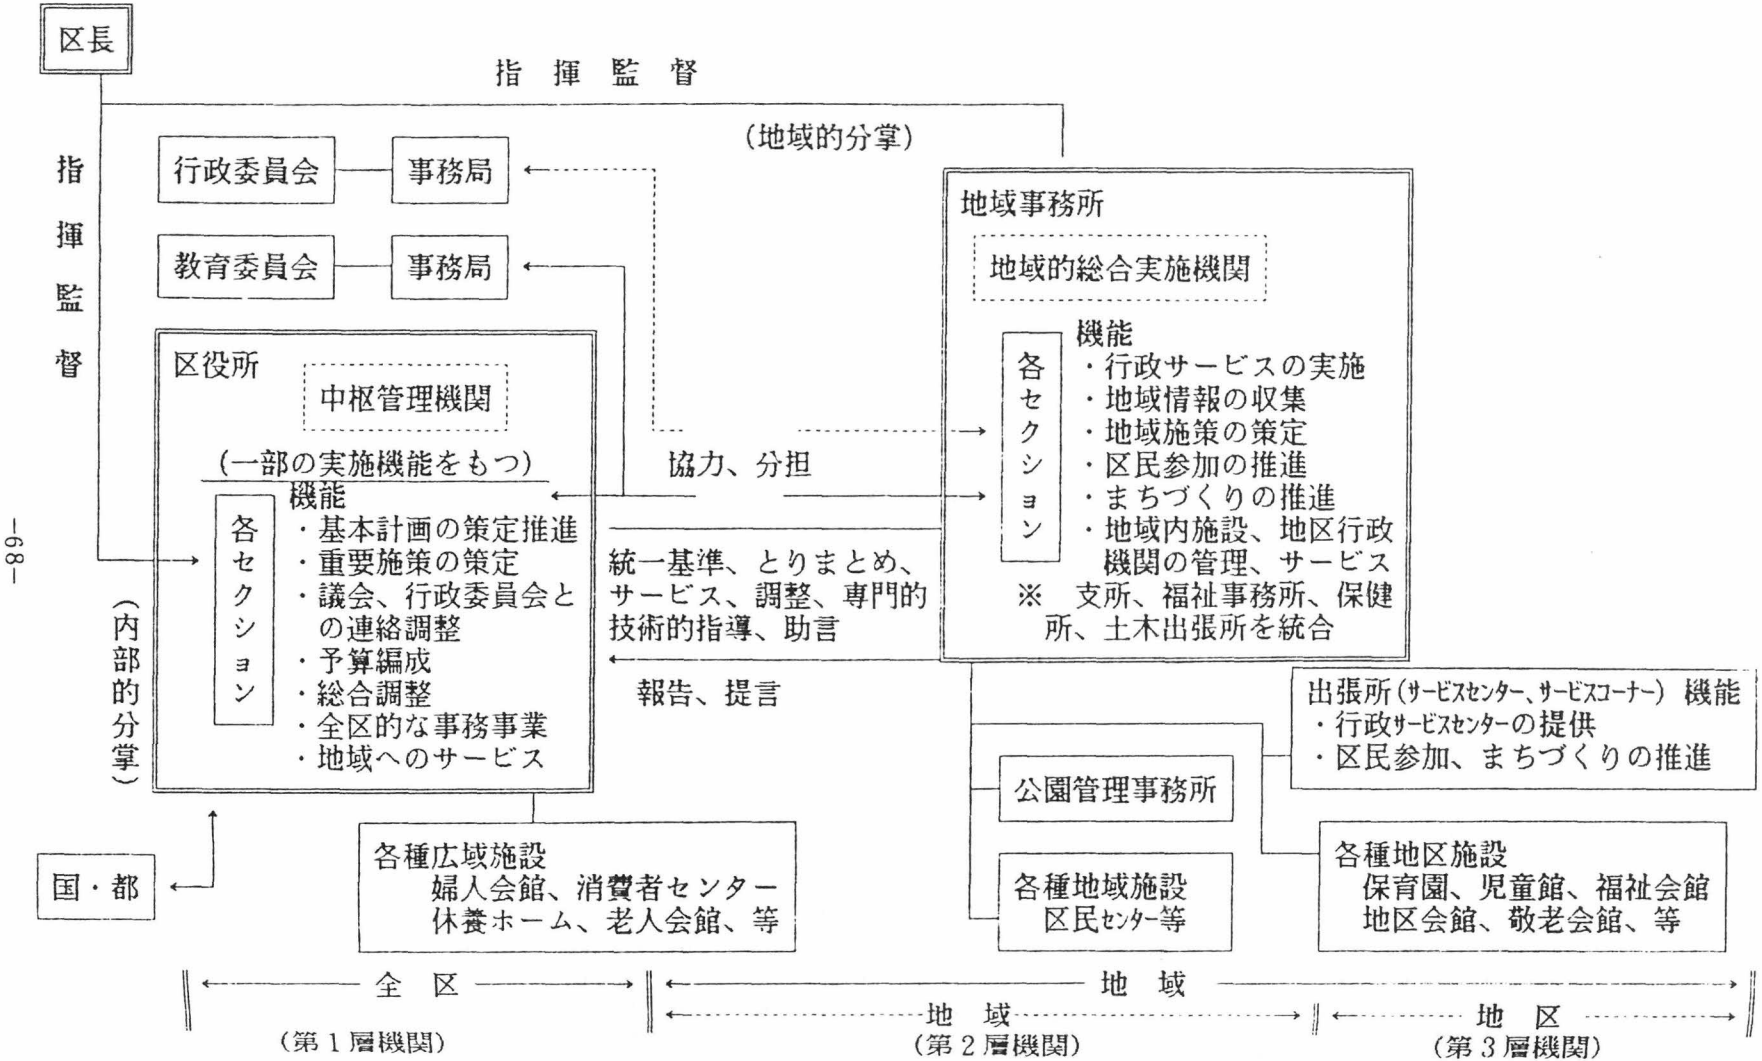 区長
指揮監督
(地域的分掌)
指揮監督
行政委員会
事務局
教育委員会
事務局
地域事務所
地域的総合実施機関
各セクション
機能
・行政サービスの実施
・地域情報の収集
・地域施策の策定
・区民参加の推進
・まちづくりの推進
・地域内施設、地区行政
機関の管理、サービス
※ 支所、福祉事務所、保健
所、土木出張所を統合
区役所
中枢管理機関
(一部の実施機能をもつ)
各セクション
機能
・基本計画の策定推進
・重要施策の策定
・議会、行政委員会と
の連絡調整
・予算編成
・総合調整
・全区的な事務事業
・地域へのサービス
協力、分担
統一基準、とりまとめ、
サービス、調整、専門的
技術的指導、助言
報告、提言
(内部的分掌)
出張所(サービスセンター、サービスコーナー) 機能
・行政サービスセンターの提供
・区民参加、まちづくりの推進
公園管理事務所
国・都
各種広域施設
婦人会館、消費者センター
休養ホーム、老人会館、等
各種地域施設
区民センター等
各種地区施設
保育園、児童館、福祉会館
地区会館、敬老会館、等
全区
地域
地域
地区
(第1層機関)
(第2層機関)
(第3層機関)
-68-